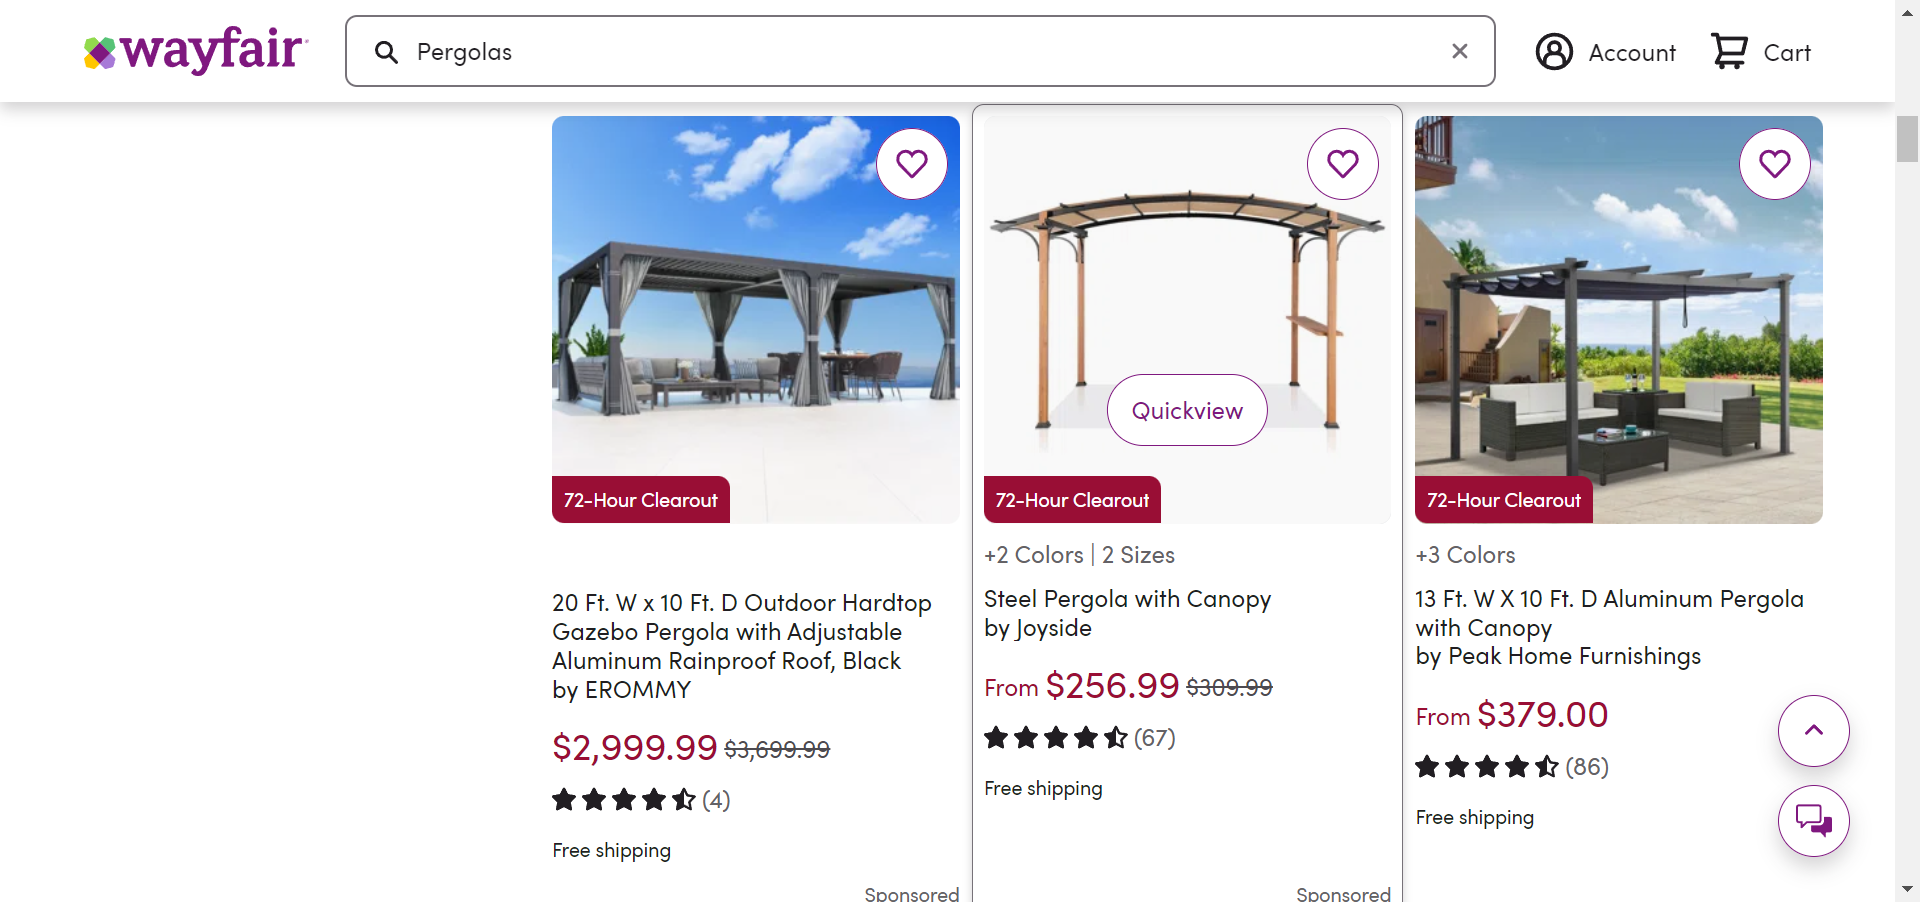 wayfair
Pergolas
Account
Cart
72-Hour Clearout
20 Ft. W x 10 Ft. D Outdoor Hardtop
Gazebo Pergola with Adjustable
Aluminum Rainproof Roof, Black
by EROMMY
$2,999.99 $3,699.99
(4)
Free shipping
Sponsored
Quickview
72-Hour Clearout
+2 Colors | 2 Sizes
Steel Pergola with Canopy
by Joyside
From $256.99 $309.99
(67)
Free shipping
Sponsored
72-Hour Clearout
+3 Colors
13 Ft. W X 10 Ft. D Aluminum Pergola
with Canopy
by Peak Home Furnishings
From $379.00
(86)
Free shipping